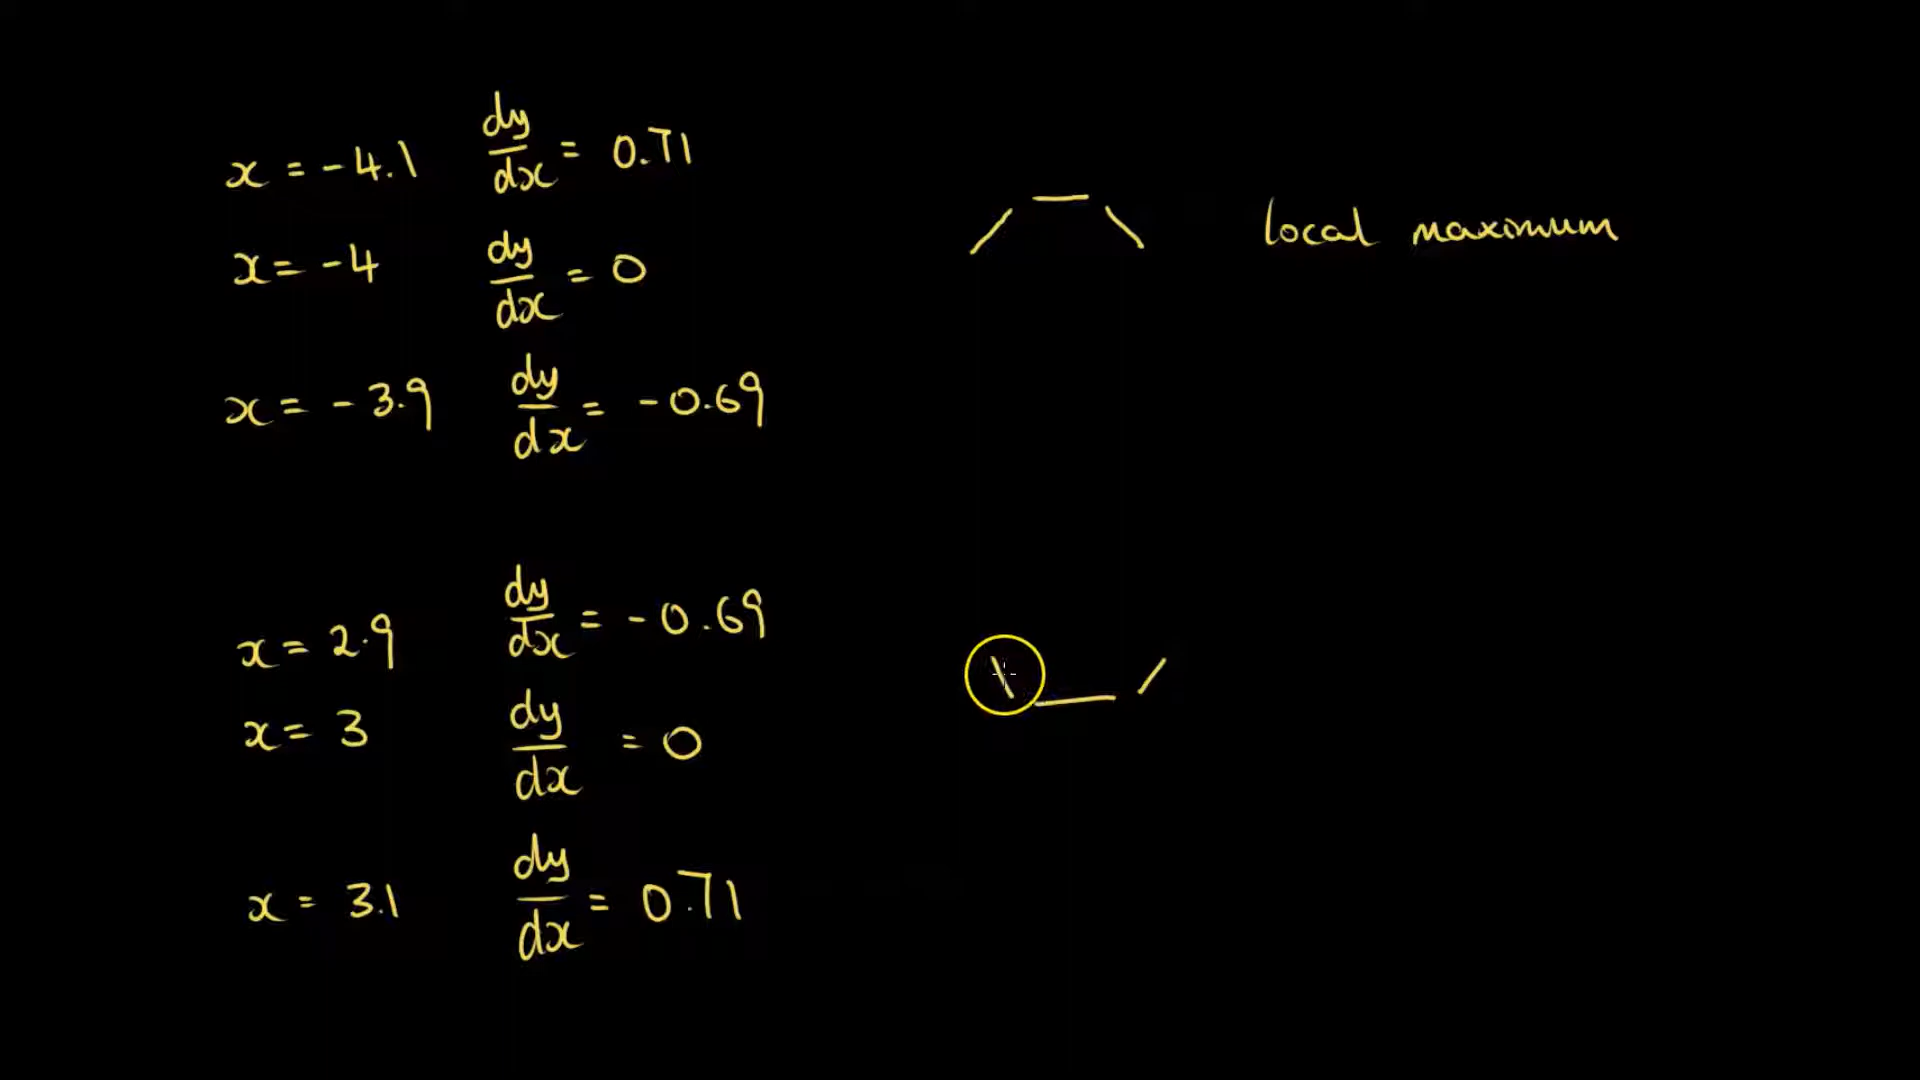 x = -4.1 dy/dx = 0.71
local maximum
x = -4 dy/dx = 0
x = -3.9 dy/dx = -0.69
x = 2.9 dy/dx = -0.69
x = 3 dy/dx = 0
x = 3.1 dy/dx = 0.71